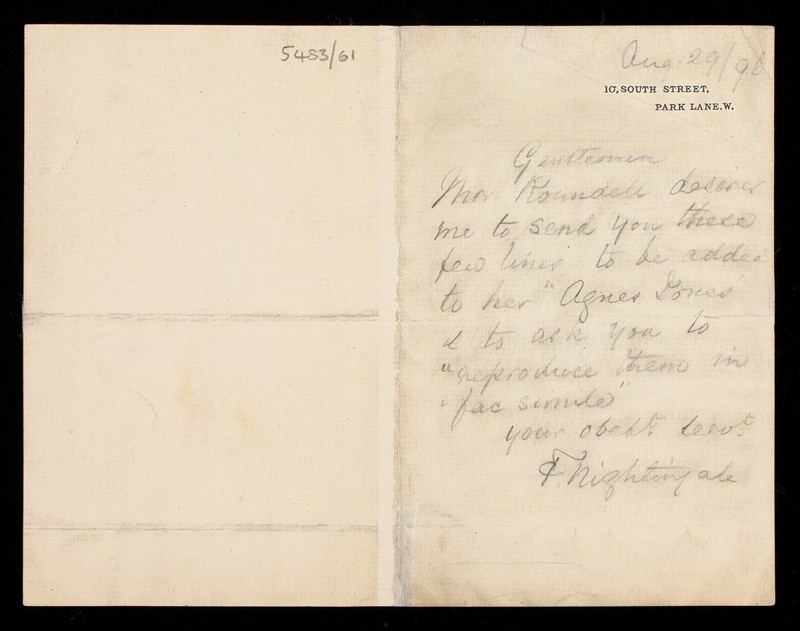 5483/61
Aug. 29/96
10, SOUTH STREET,
PARK LANE. W.
Gentlemen
Mrs Roundell desires
me to send you these
few lines to be added
to her "Agnes Jones"
& to ask you to
"reproduce them in
"fac simile"
your obedt. servt.
F. Nightingale